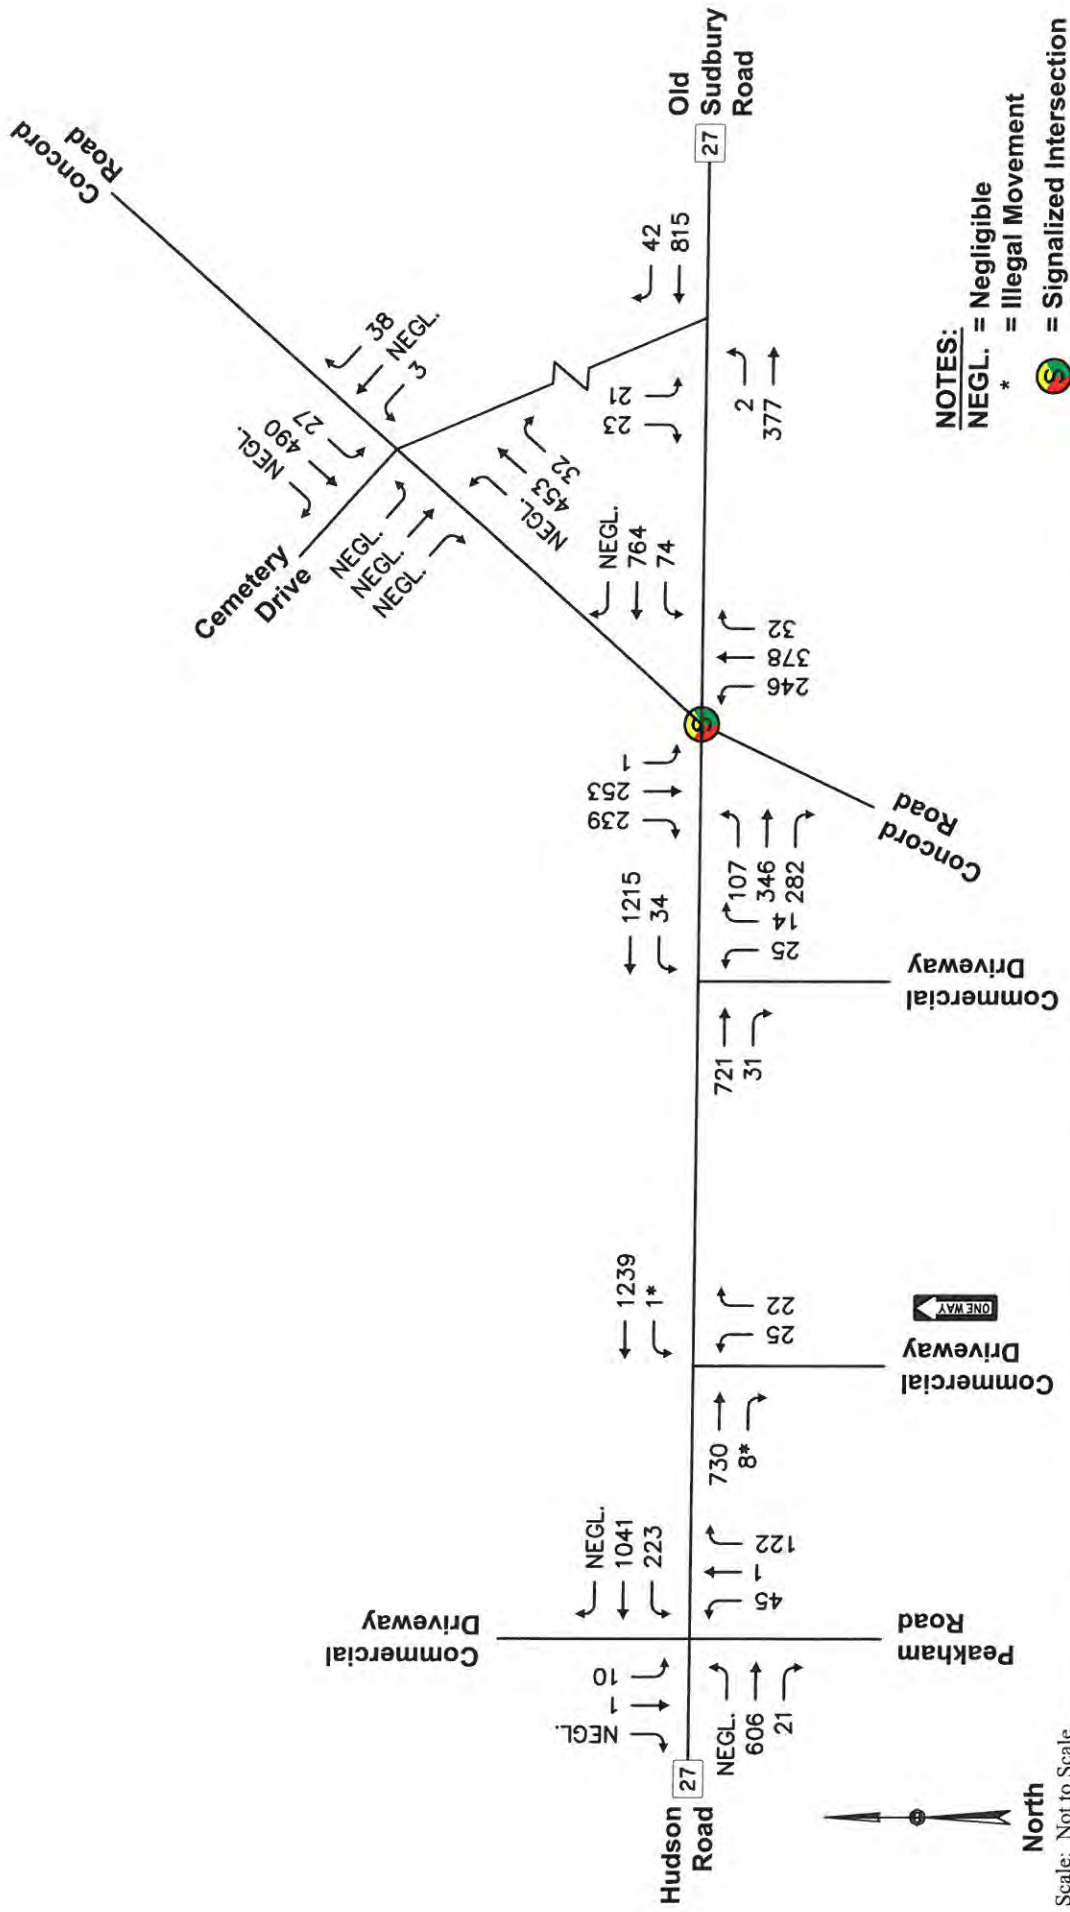 Concord
Road
Cemetery
Drive
NEGL.
490
27
38
NEGL.
3
NEGL.
NEGL.
NEGL.
NEGL.
453
32
Old
Sudbury
Road
27
42
815
21
23
2
377
NEGL.
764
74
32
378
246
1
253
239
107
346
282
Concord
Road
1215
34
14
25
721
31
Commercial
Driveway
1239
1*
22
25
730
8*
Commercial
Driveway
ONE WAY
NEGL.
1041
223
122
1
45
Commercial
Driveway
10
1
NEGL.
NEGL.
606
21
Peakham
Road
Hudson
Road
27
NOTES:
NEGL. = Negligible
* = Illegal Movement
S = Signalized Intersection
S
North
Scale: Not to Scale